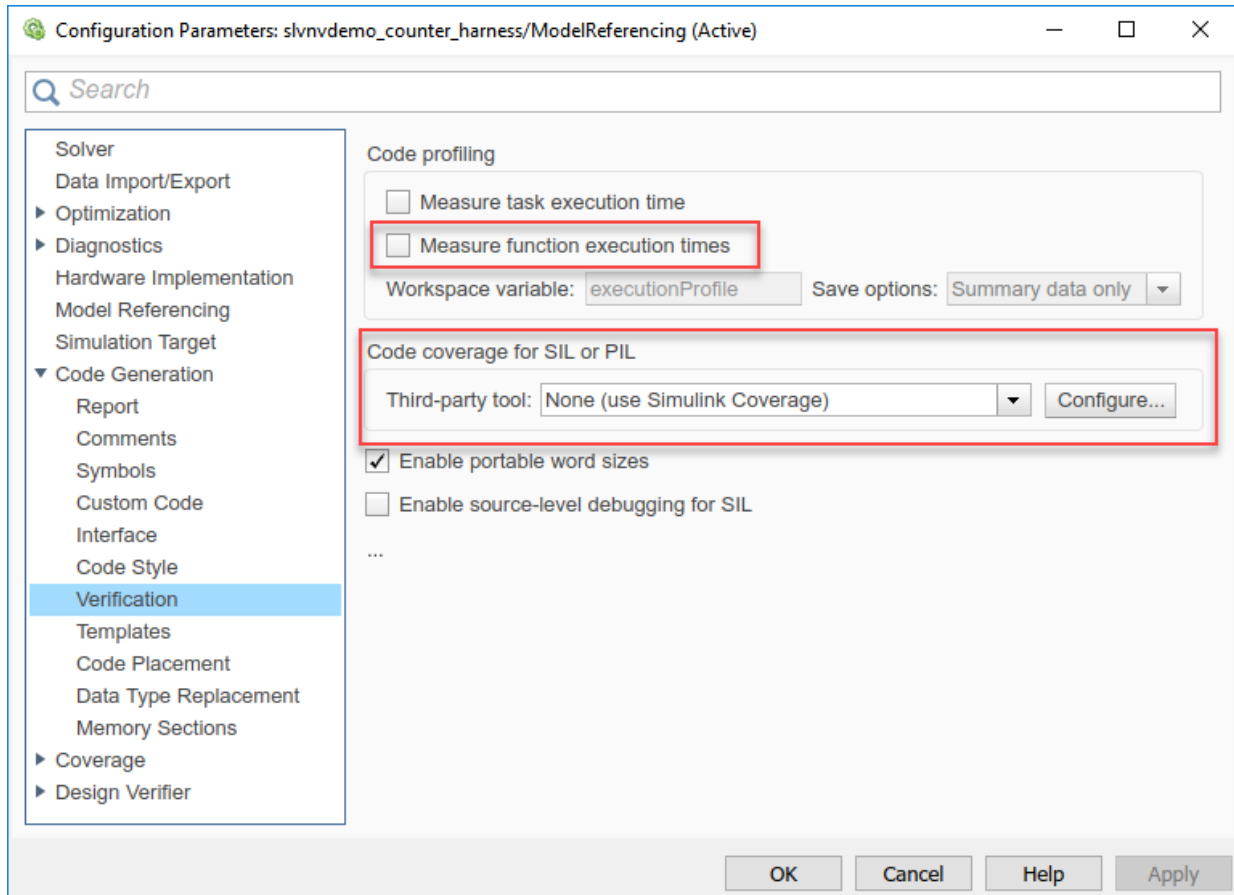 Configuration Parameters: slvnvdemo_counter_harness/ModelReferencing (Active)
Search
Solver
Data Import/Export
Optimization
Diagnostics
Hardware Implementation
Model Referencing
Simulation Target
Code Generation
Report
Comments
Symbols
Custom Code
Interface
Code Style
Verification
Templates
Code Placement
Data Type Replacement
Memory Sections
Coverage
Design Verifier
Code profiling
Measure task execution time
Measure function execution times
Workspace variable: executionProfile Save options: Summary data only
Code coverage for SIL or PIL
Third-party tool: None (use Simulink Coverage) Configure...
Enable portable word sizes
Enable source-level debugging for SIL
...
OK Cancel Help Apply